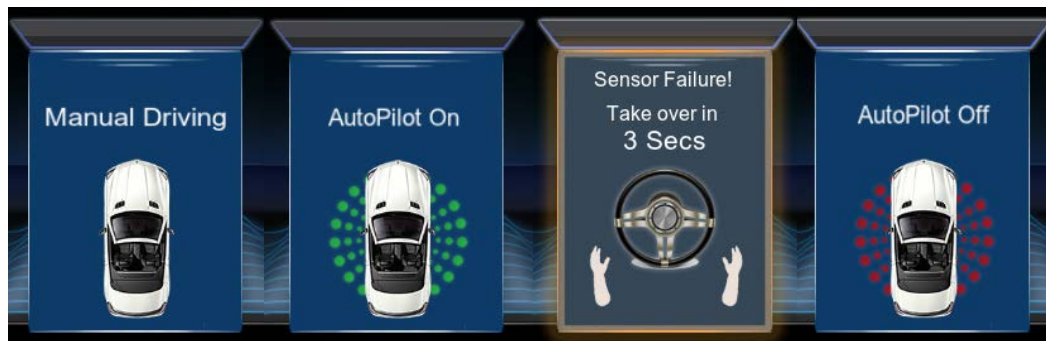 Manual Driving
AutoPilot On
Sensor Failure!
Take over in
3 Secs
AutoPilot Off